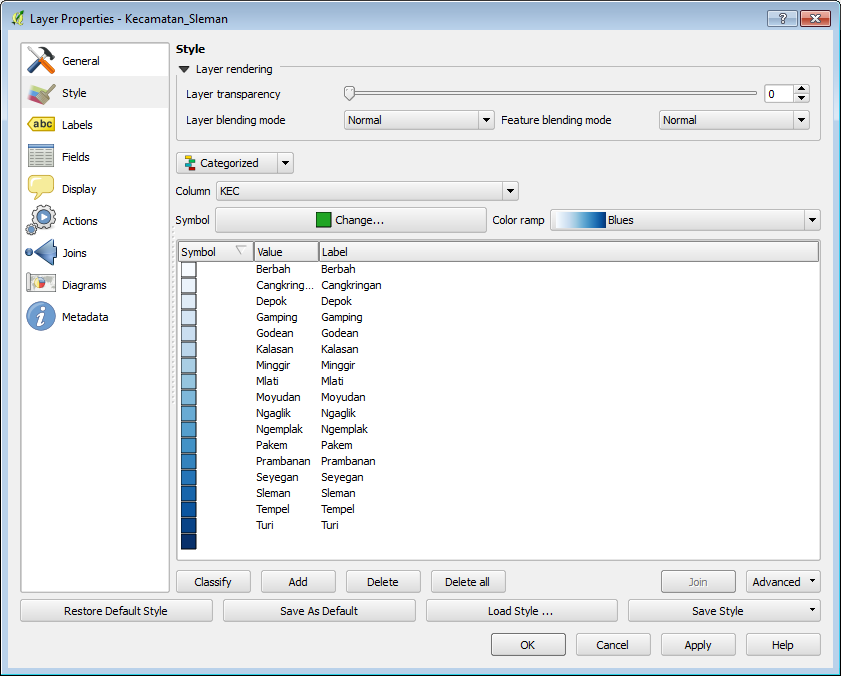 Layer Properties - Kecamatan_Sleman
General
Style
abc Labels
Fields
Display
Actions
Joins
Diagrams
i Metadata
Style
Layer rendering
Layer transparency 0
Layer blending mode Normal Feature blending mode Normal
Categorized
Column KEC
Symbol Change... Color ramp Blues
Symbol Value Label
Berbah Berbah
Cangkring... Cangkringan
Depok Depok
Gamping Gamping
Godean Godean
Kalasan Kalasan
Minggir Minggir
Mlati Mlati
Moyudan Moyudan
Ngaglik Ngaglik
Ngemplak Ngemplak
Pakem Pakem
Prambanan Prambanan
Seyegan Seyegan
Sleman Sleman
Tempel Tempel
Turi Turi
Classify Add Delete Delete all Join Advanced
Restore Default Style Save As Default Load Style ... Save Style
OK Cancel Apply Help